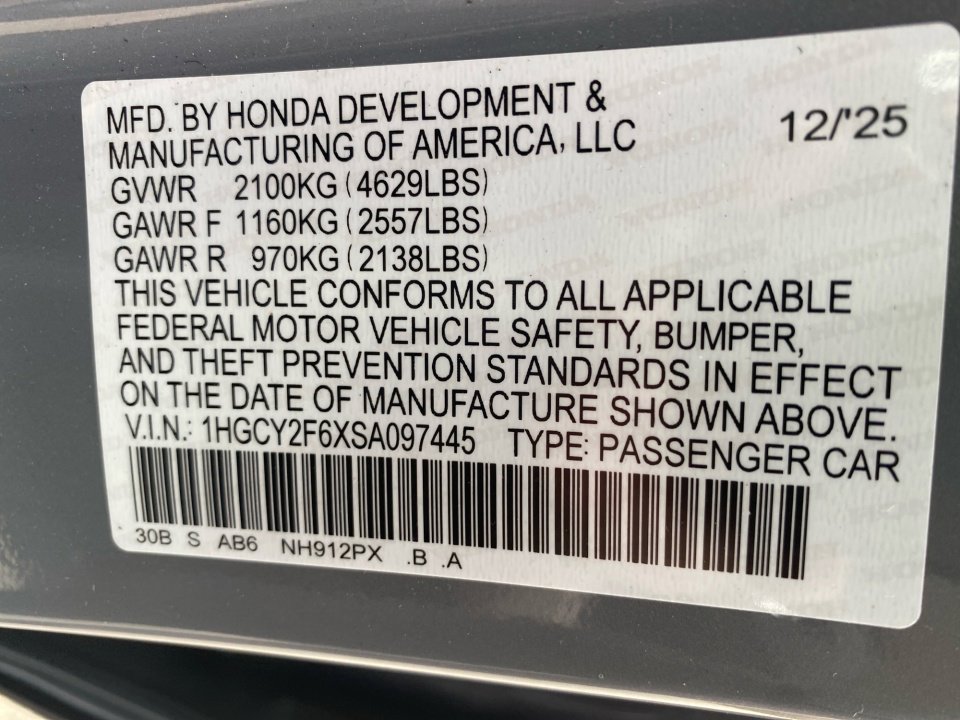 MFD. BY HONDA DEVELOPMENT &
MANUFACTURING OF AMERICA, LLC
12/'25
GVWR 2100KG (4629LBS)
GAWR F 1160KG (2557LBS)
GAWR R 970KG (2138LBS)
THIS VEHICLE CONFORMS TO ALL APPLICABLE
FEDERAL MOTOR VEHICLE SAFETY, BUMPER,
AND THEFT PREVENTION STANDARDS IN EFFECT
ON THE DATE OF MANUFACTURE SHOWN ABOVE.
V.I.N.: 1HGCY2F6XSA097445 TYPE: PASSENGER CAR
30B S AB6 NH912PX .B .A